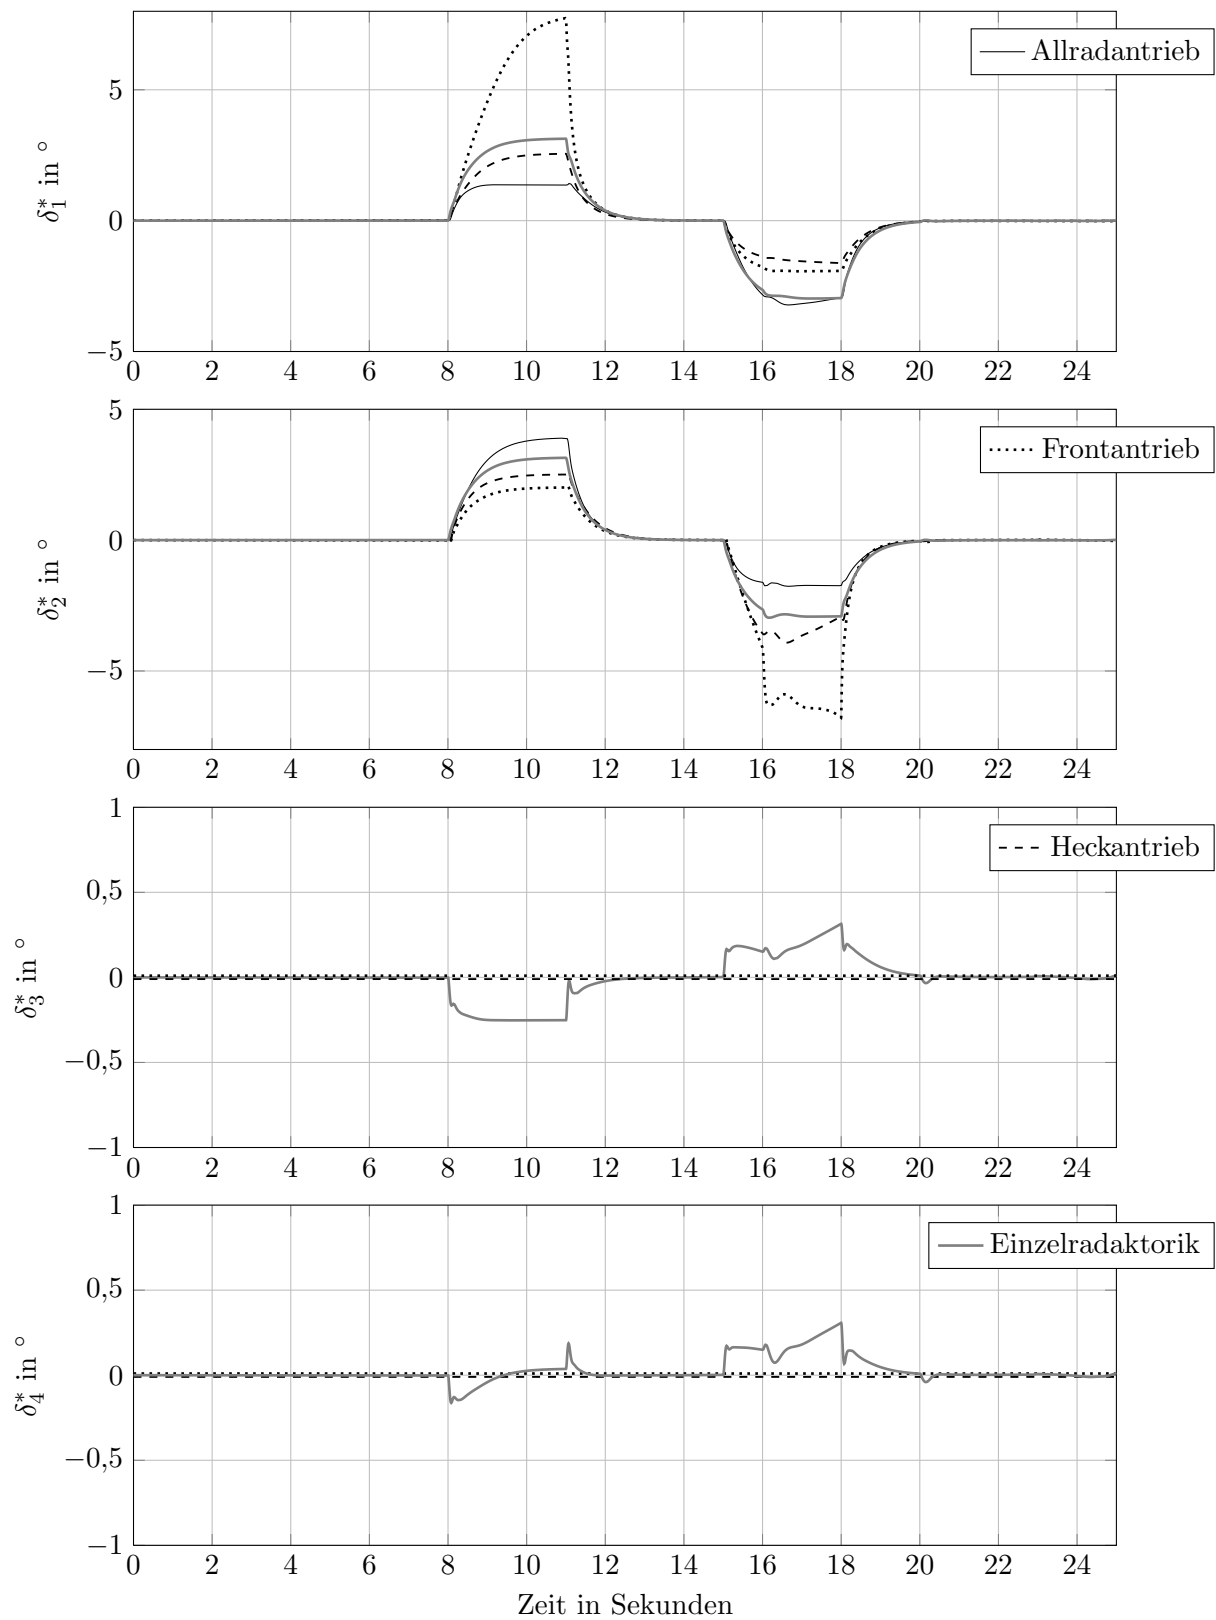 5
0
−5
δ₁* in °
Allradantrieb
0 2 4 6 8 10 12 14 16 18 20 22 24
5
0
−5
δ₂* in °
Frontantrieb
0 2 4 6 8 10 12 14 16 18 20 22 24
1
0,5
0
−0,5
−1
δ₃* in °
Heckantrieb
0 2 4 6 8 10 12 14 16 18 20 22 24
1
0,5
0
−0,5
−1
δ₄* in °
Einzelradaktorik
0 2 4 6 8 10 12 14 16 18 20 22 24
Zeit in Sekunden